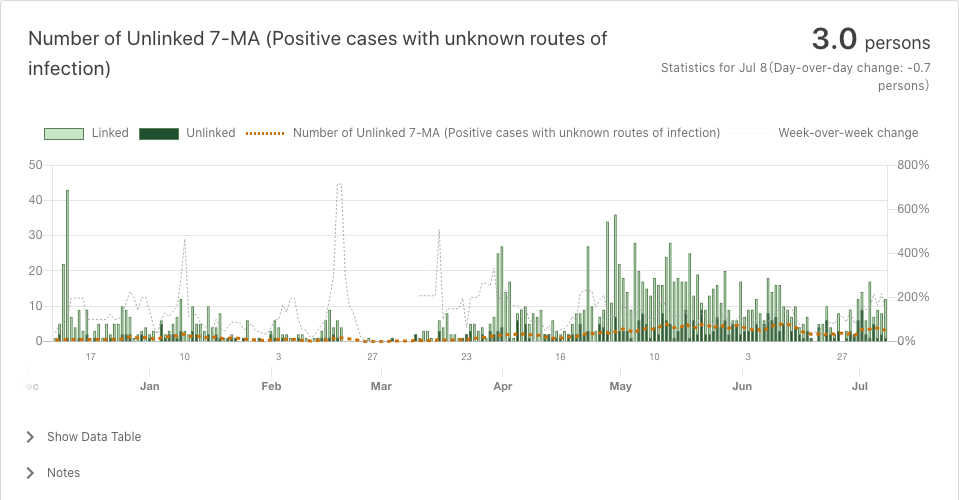 Number of Unlinked 7-MA (Positive cases with unknown routes of
infection)
3.0 persons
Statistics for Jul 8(Day-over-day change: -0.7
persons)
Linked Unlinked Number of Unlinked 7-MA (Positive cases with unknown routes of infection) Week-over-week change
50 800%
40
600%
30
400%
20
200%
10
0 0%
17 10 3 27 23 16 10 3 27
ec Jan Feb Mar Apr May Jun Jul
Show Data Table
Notes